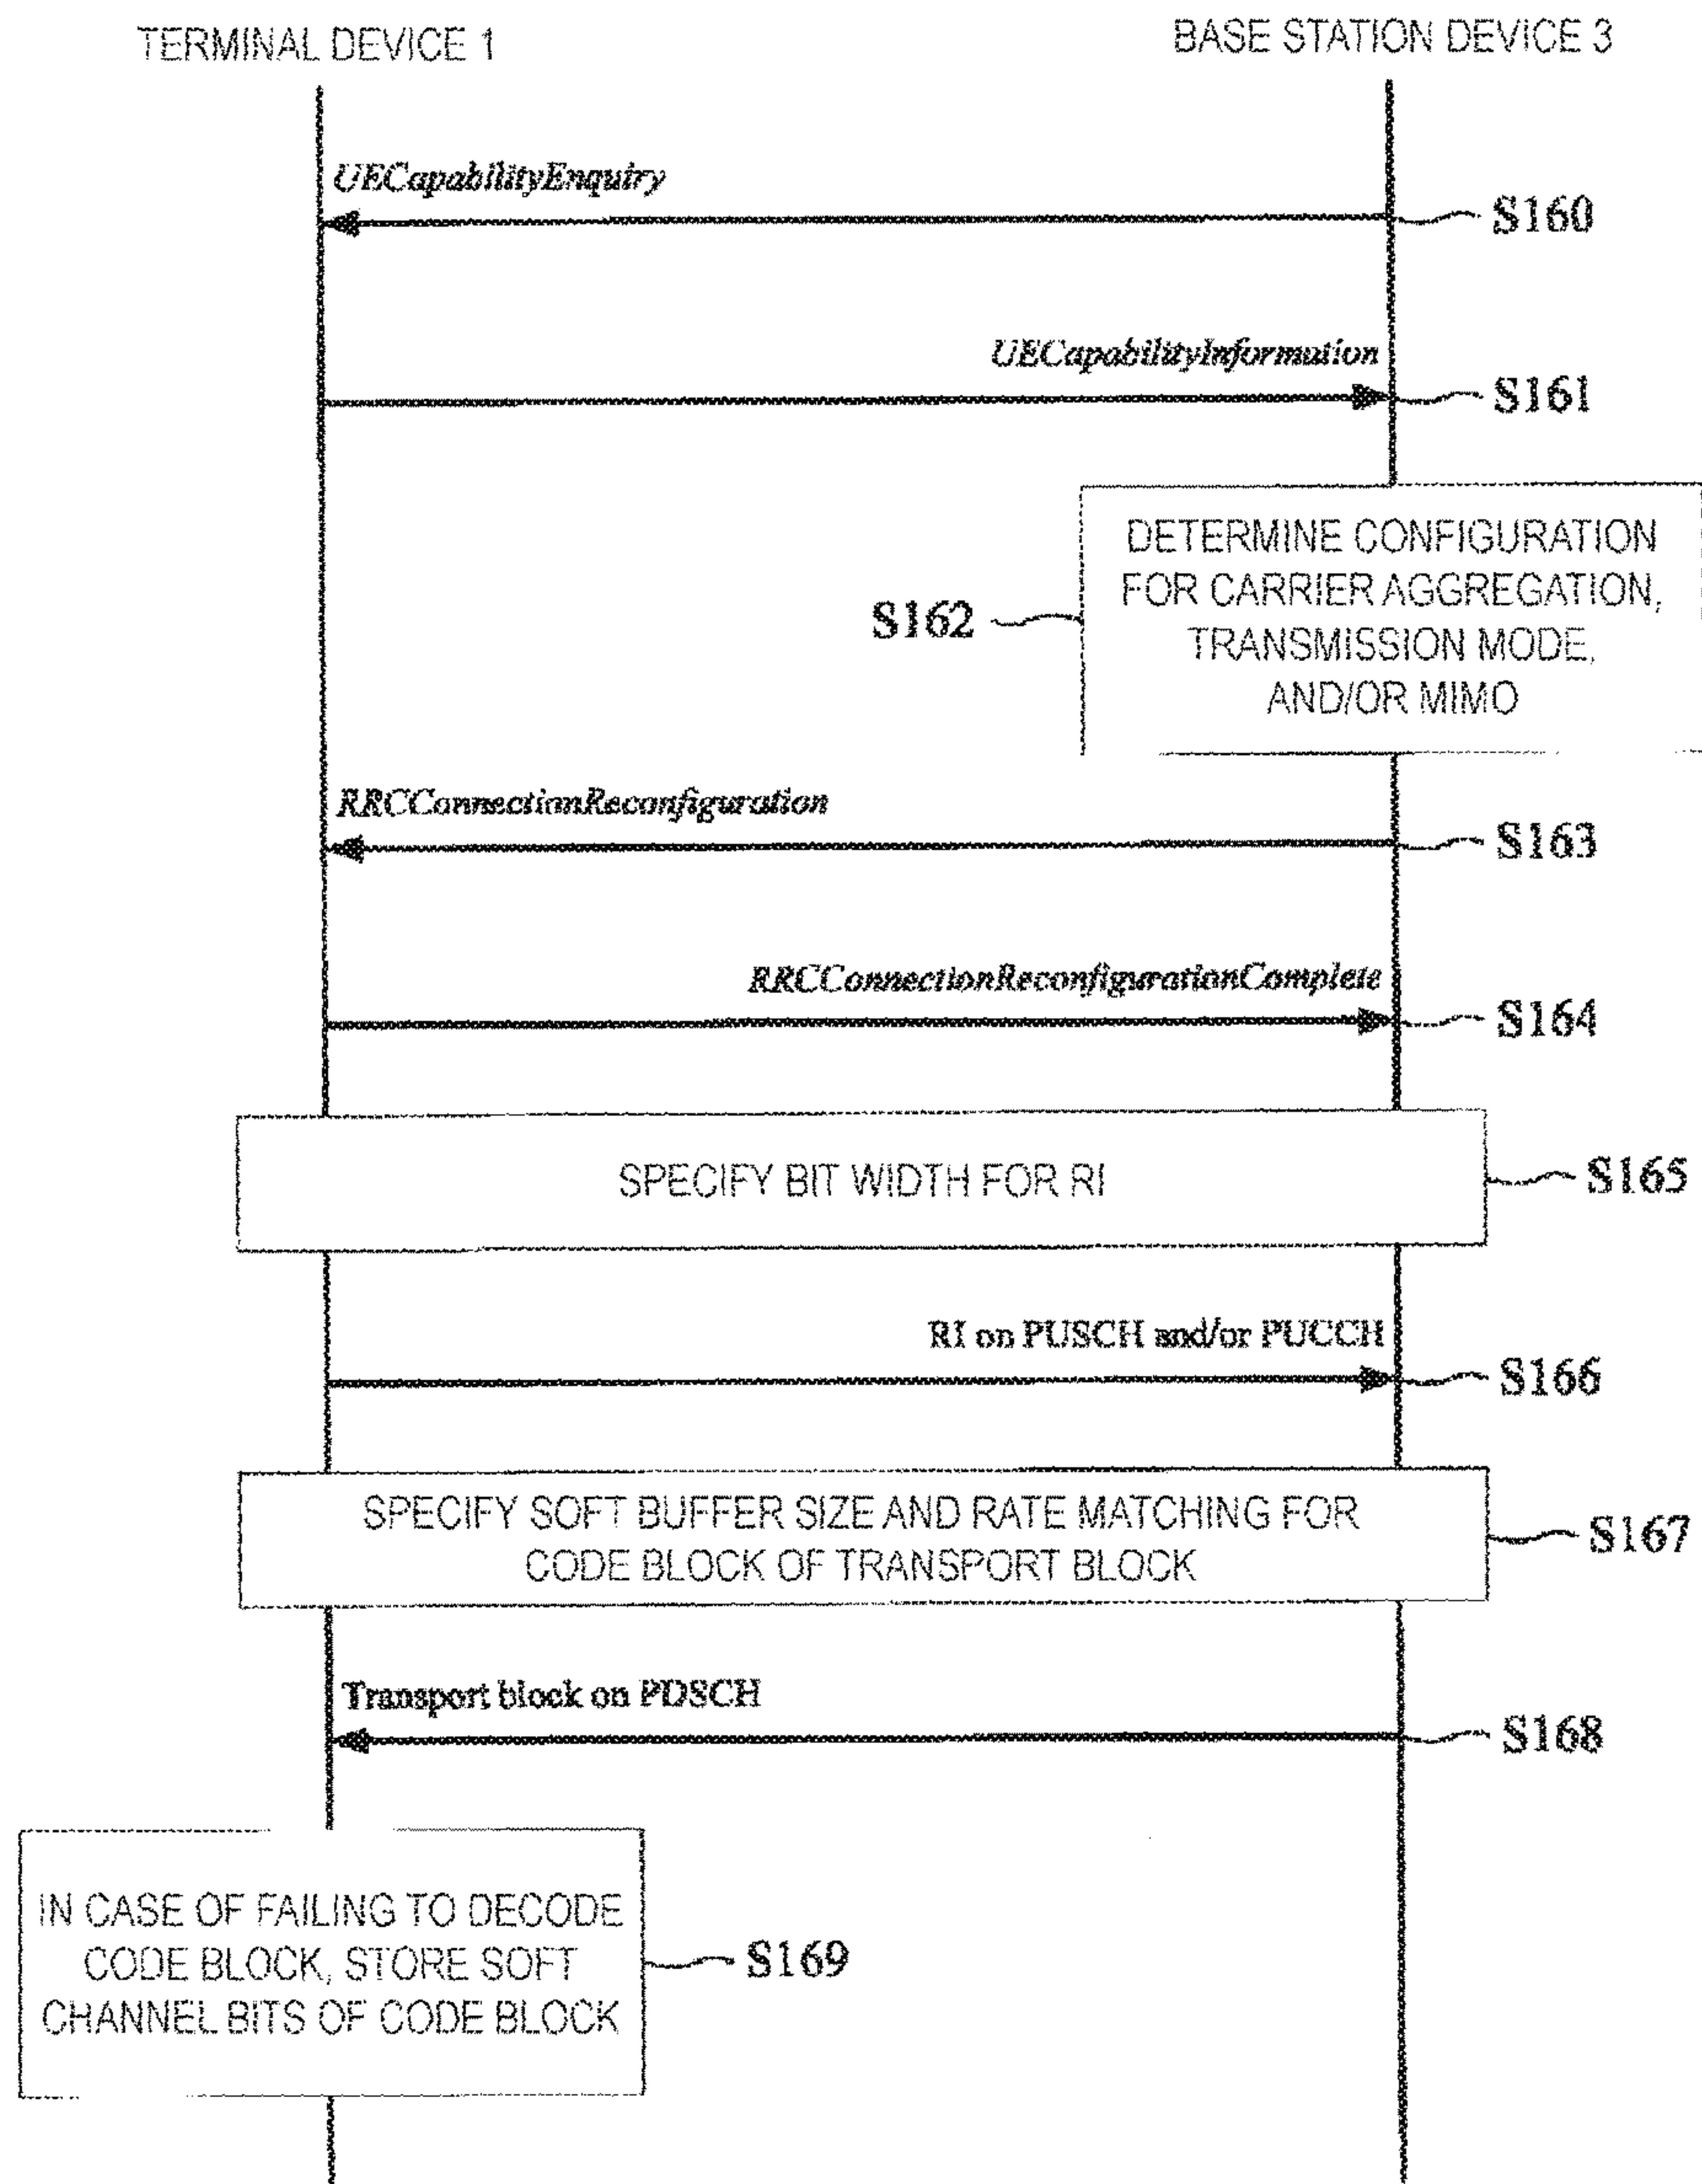 TERMINAL DEVICE 1
BASE STATION DEVICE 3
UECapabilityEnquiry
S160
UECapabilityInformation
S161
DETERMINE CONFIGURATION
FOR CARRIER AGGREGATION,
TRANSMISSION MODE,
AND/OR MIMO
S162
RRCConnectionReconfiguration
S163
RRCConnectionReconfigurationComplete
S164
SPECIFY BIT WIDTH FOR RI
S165
RI on PUSCH and/or PUCCH
S166
SPECIFY SOFT BUFFER SIZE AND RATE MATCHING FOR
CODE BLOCK OF TRANSPORT BLOCK
S167
Transport block on PDSCH
S168
IN CASE OF FAILING TO DECODE
CODE BLOCK, STORE SOFT
CHANNEL BITS OF CODE BLOCK
S169